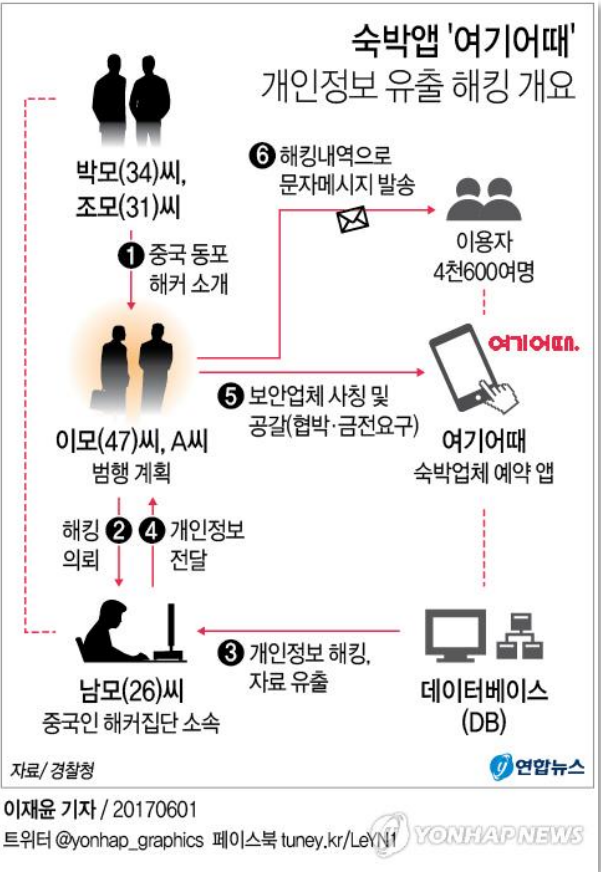 숙박앱 '여기어때'
개인정보 유출 해킹 개요
박모(34)씨,
조모(31)씨
❶ 중국 동포
해커 소개
❻ 해킹내역으로
문자메시지 발송
이용자
4천600여명
이모(47)씨, A씨
범행 계획
❺ 보안업체 사칭 및
공갈(협박·금전요구)
여기어때.
여기어때
숙박업체 예약 앱
해킹 ❷
의뢰
❹ 개인정보
전달
남모(26)씨
중국인 해커집단 소속
❸ 개인정보 해킹,
자료 유출
데이터베이스
(DB)
자료/ 경찰청
연합뉴스
이재윤 기자 / 20170601
트위터 @yonhap_graphics 페이스북 tuney.kr/LeYN1
YONHAP NEWS